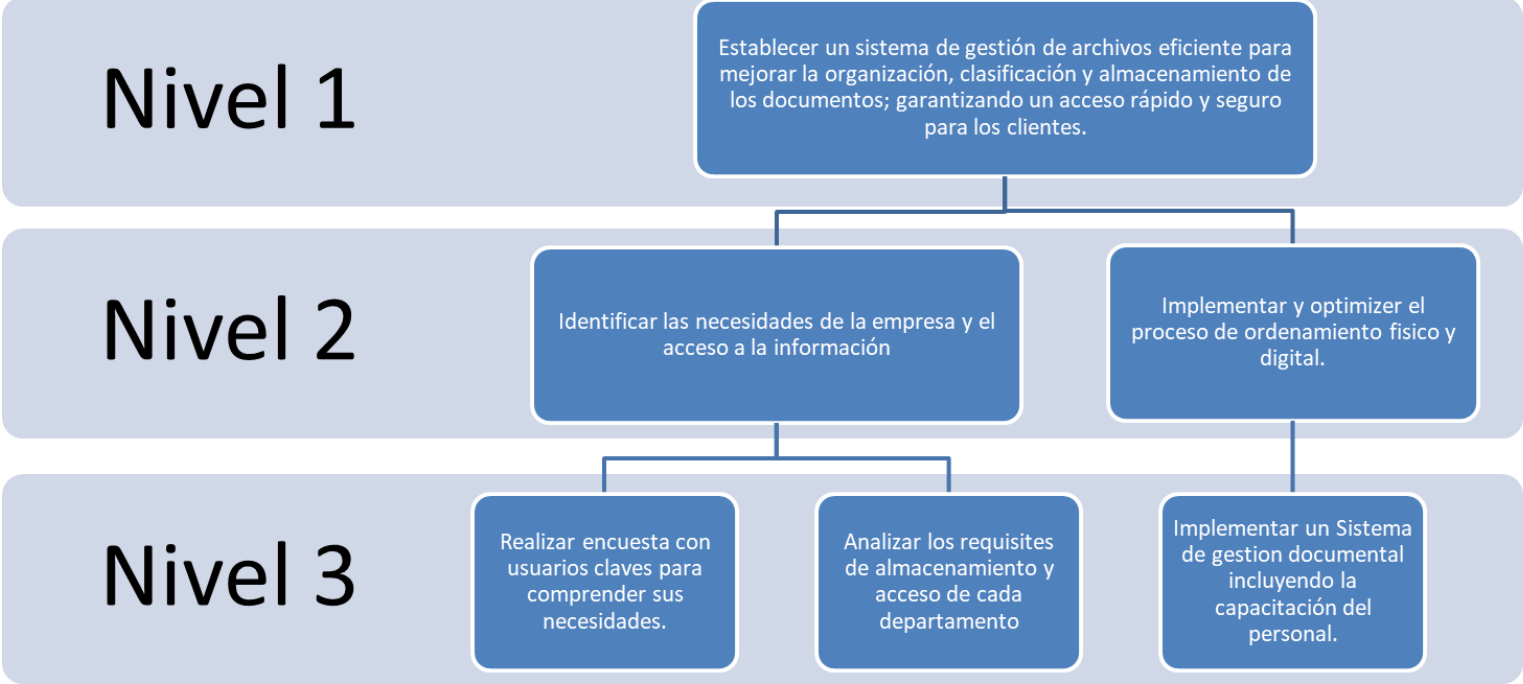 Nivel 1
Establecer un sistema de gestión de archivos eficiente para
mejorar la organización, clasificación y almacenamiento de
los documentos; garantizando un acceso rápido y seguro
para los clientes.
Nivel 2
Identificar las necesidades de la empresa y el
acceso a la información
Implementar y optimizer el
proceso de ordenamiento fisico y
digital.
Nivel 3
Realizar encuesta con
usuarios claves para
comprender sus
necesidades.
Analizar los requisites
de almacenamiento y
acceso de cada
departamento
Implementar un Sistema
de gestion documental
incluyendo la
capacitación del
personal.